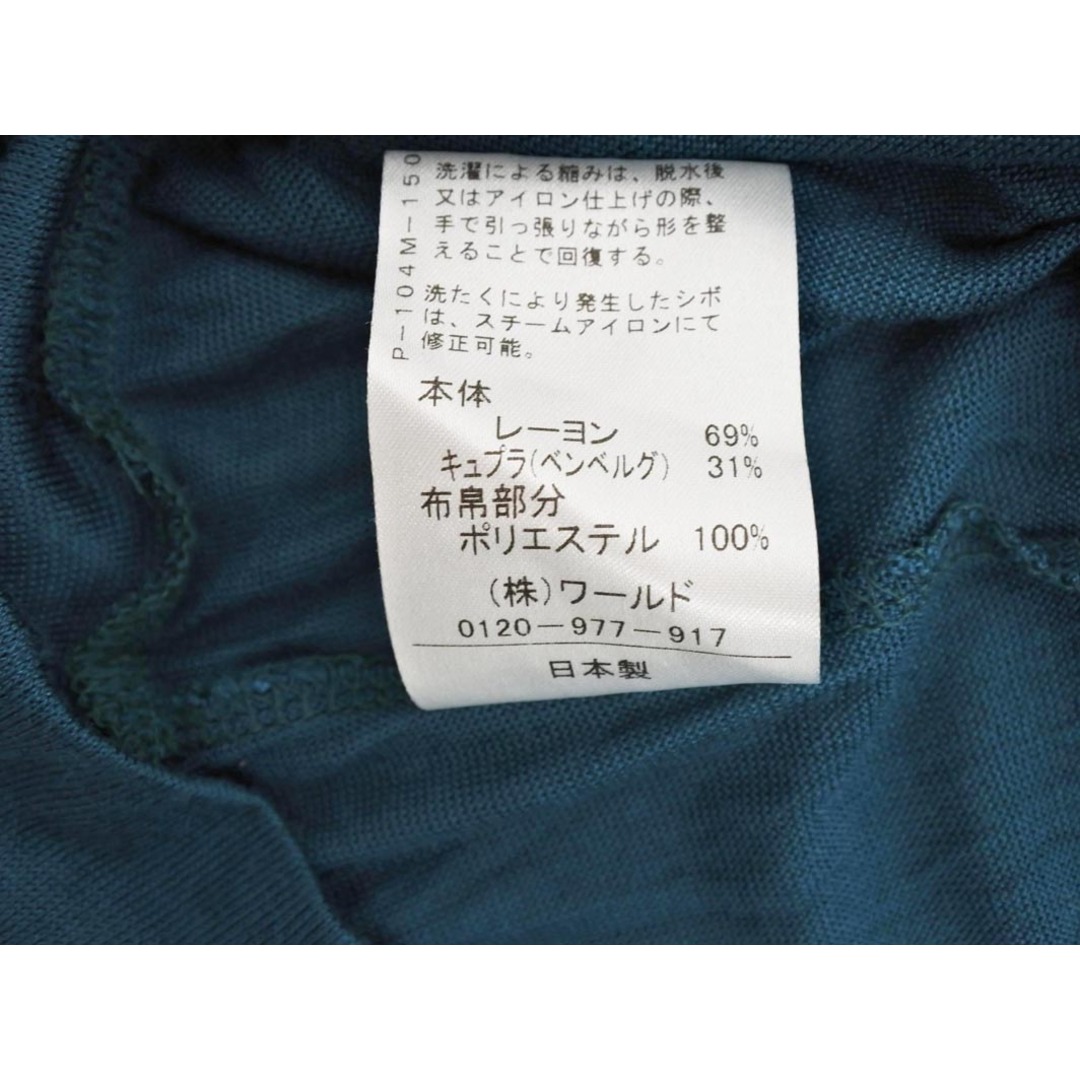 P-104M-150
洗濯による縮みは、脱水後
又はアイロン仕上げの際、
手で引っ張りながら形を整
えることで回復する。
洗たくにより発生したシボ
は、スチームアイロンにて
修正可能。
本体
レーヨン 69%
キュプラ(ベンベルグ) 31%
布帛部分
ポリエステル 100%
(株)ワールド
0120-977-917
日本製